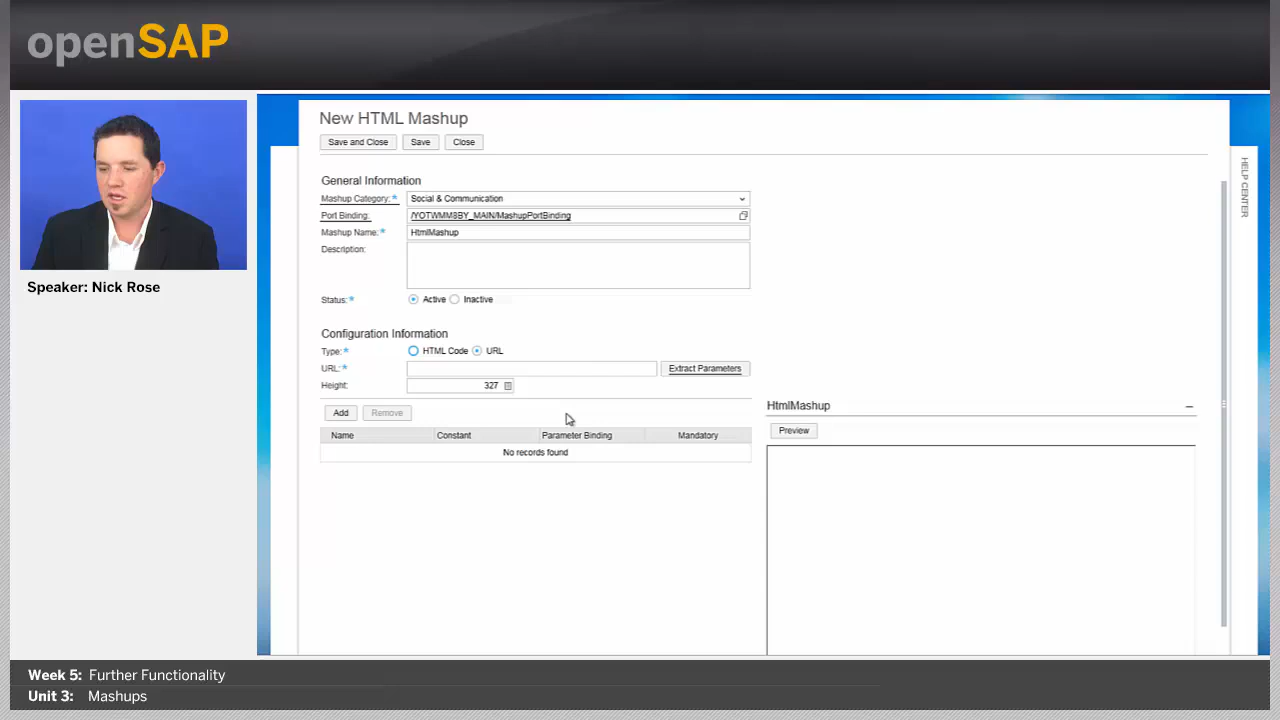 openSAP
Speaker: Nick Rose
New HTML Mashup
Save and Close Save Close
General Information
Mashup Category:* Social & Communication
Port Binding: /YOTWMM8BY_MAIN/MashupPortBinding
Mashup Name:* HtmlMashup
Description:
Status:* Active Inactive
Configuration Information
Type:* HTML Code URL
URL:* Extract Parameters
Height: 327
Add Remove
Name Constant Parameter Binding Mandatory
No records found
HtmlMashup
Preview
HELP CENTER
Week 5: Further Functionality
Unit 3: Mashups